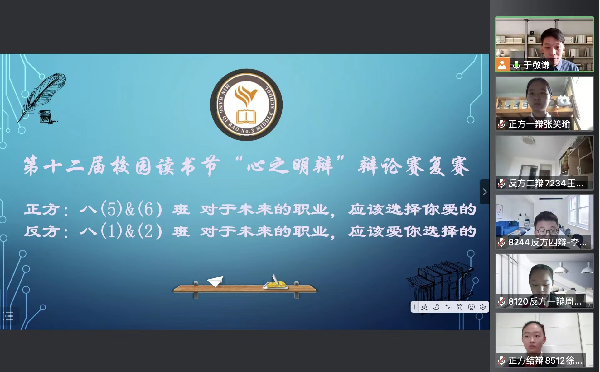 第十二届校园读书节“心之明辩”辩论赛复赛
正方：八(5)&(6）班 对于未来的职业，应该选择你爱的
反方：八(1)&(2）班 对于未来的职业，应该爱你选择的
于敬谦
正方一辩张笑瑜
反方二辩7234王...
8244反方四辩-李...
8120反方一辩周...
正方结辩8512徐...